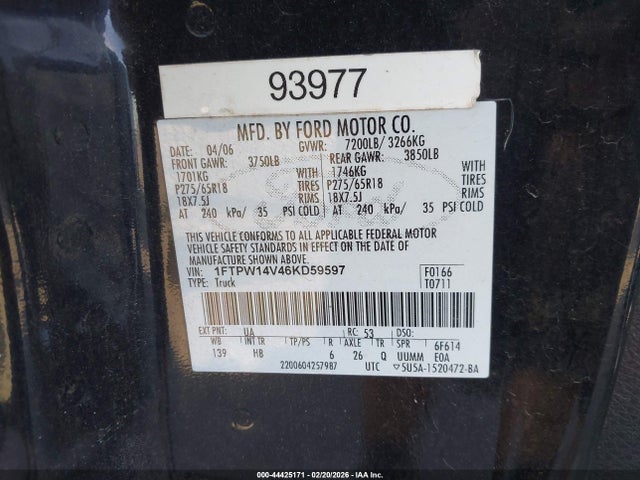 93977
MFD. BY FORD MOTOR CO.
DATE: 04/06 GVWR: 7200LB/ 3266KG
FRONT GAWR: 3750LB REAR GAWR: 3850LB
1701KG WITH 1746KG WITH
P275/65R18 TIRES P275/65R18 TIRES
18X7.5J RIMS 18X7.5J RIMS
AT 240 kPa/ 35 PSI COLD AT 240 kPa/ 35 PSI COLD
THIS VEHICLE CONFORMS TO ALL APPLICABLE FEDERAL MOTOR
VEHICLE SAFETY STANDARDS IN EFFECT ON THE DATE OF
MANUFACTURE SHOWN ABOVE.
VIN: 1FTPW14V46KD59597 F0166
TYPE: Truck T0711
EXT PNT: UA RC: 53 DSO:
WB INT TR TP/PS R AXLE TR SPR 6F614
139 HB 6 26 Q UUMM E0A
2200604257987 UTC 5U5A-1520472-BA
000-44425171 - 02/20/2026 - IAAI.COM